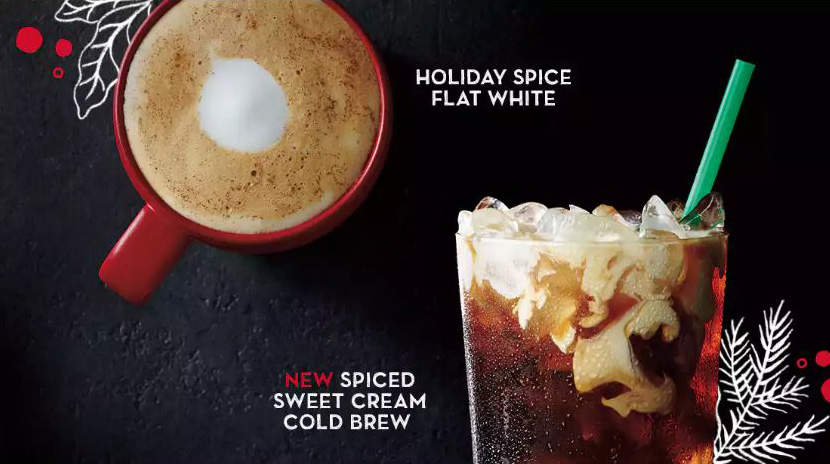 HOLIDAY SPICE
FLAT WHITE
NEW SPICED
SWEET CREAM
COLD BREW